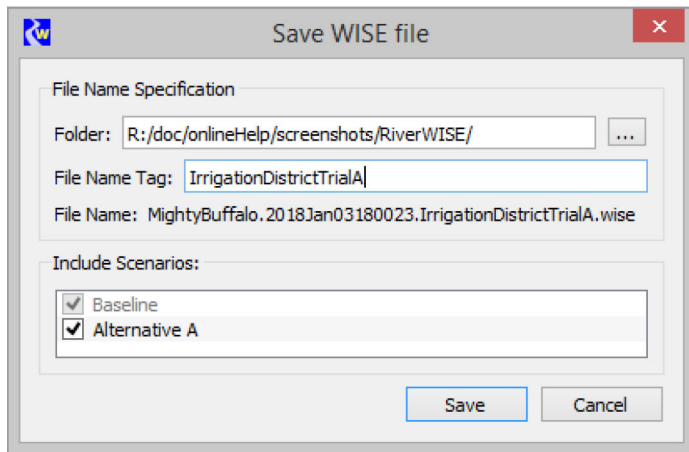 Save WISE file
File Name Specification
Folder: R:/doc/onlineHelp/screenshots/RiverWISE/ ...
File Name Tag: IrrigationDistrictTrialA
File Name: MightyBuffalo.2018Jan03180023.IrrigationDistrictTrialA.wise
Include Scenarios:
Baseline
Alternative A
Save Cancel